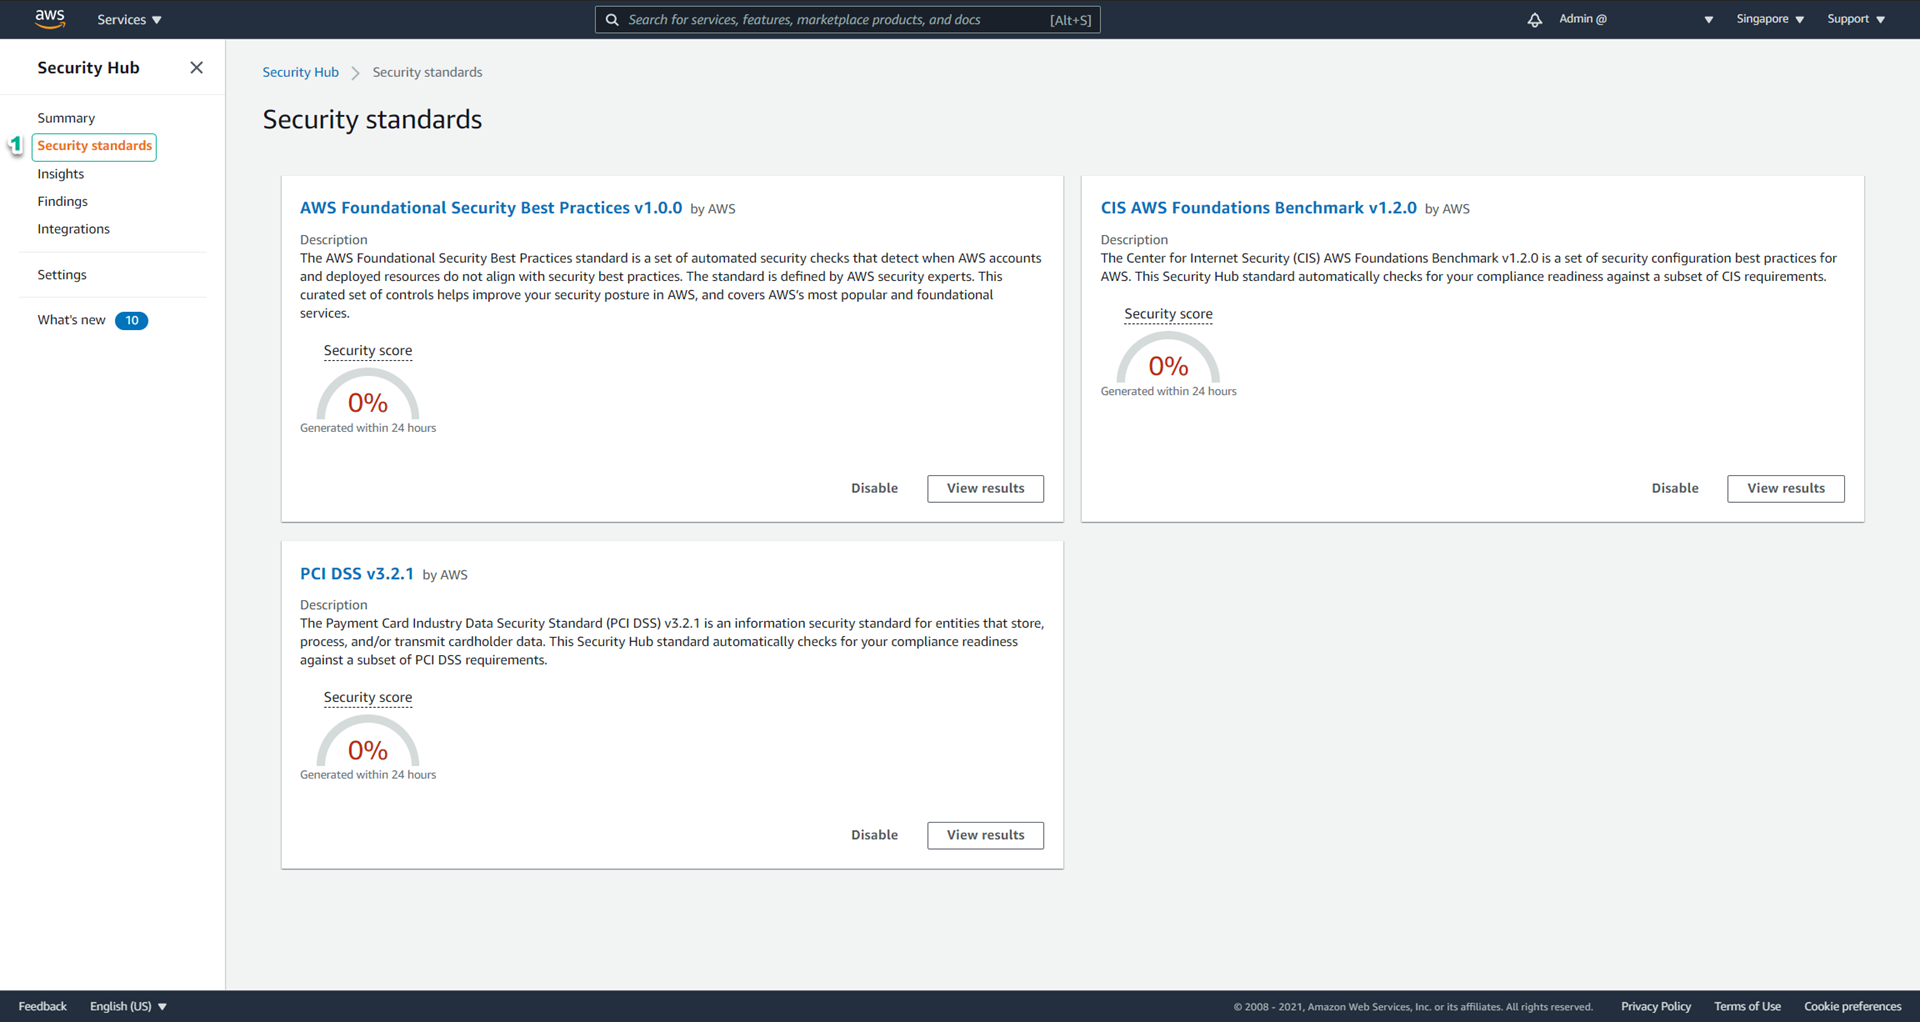 aws
Services
Search for services, features, marketplace products, and docs
[Alt+S]
Admin @
Singapore
Support
Security Hub
Summary
1
Security standards
Insights
Findings
Integrations
Settings
What's new 10
Security Hub
Security standards
Security standards
AWS Foundational Security Best Practices v1.0.0 by AWS
Description
The AWS Foundational Security Best Practices standard is a set of automated security checks that detect when AWS accounts
and deployed resources do not align with security best practices. The standard is defined by AWS security experts. This
curated set of controls helps improve your security posture in AWS, and covers AWS's most popular and foundational
services.
Security score
0%
Generated within 24 hours
Disable
View results
CIS AWS Foundations Benchmark v1.2.0 by AWS
Description
The Center for Internet Security (CIS) AWS Foundations Benchmark v1.2.0 is a set of security configuration best practices for
AWS. This Security Hub standard automatically checks for your compliance readiness against a subset of CIS requirements.
Security score
0%
Generated within 24 hours
Disable
View results
PCI DSS v3.2.1 by AWS
Description
The Payment Card Industry Data Security Standard (PCI DSS) v3.2.1 is an information security standard for entities that store,
process, and/or transmit cardholder data. This Security Hub standard automatically checks for your compliance readiness
against a subset of PCI DSS requirements.
Security score
0%
Generated within 24 hours
Disable
View results
Feedback
English (US)
© 2008 - 2021, Amazon Web Services, Inc. or its affiliates. All rights reserved.
Privacy Policy
Terms of Use
Cookie preferences